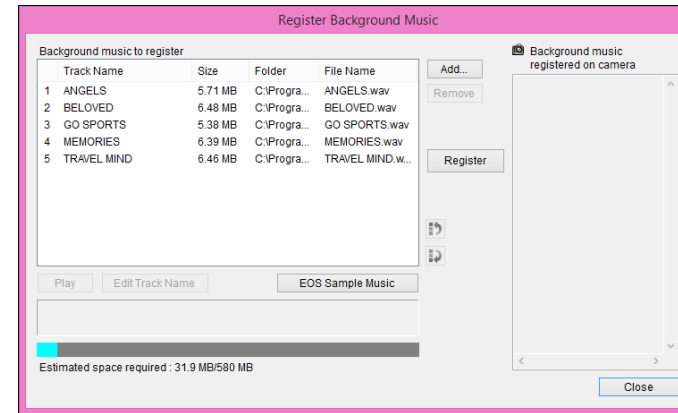 Register Background Music
Background music to register
Track Name Size Folder File Name
1 ANGELS 5.71 MB C:\Progra... ANGELS.wav
2 BELOVED 6.48 MB C:\Progra... BELOVED.wav
3 GO SPORTS 5.38 MB C:\Progra... GO SPORTS.wav
4 MEMORIES 6.39 MB C:\Progra... MEMORIES.wav
5 TRAVEL MIND 6.46 MB C:\Progra... TRAVEL MIND.w...
Play Edit Track Name EOS Sample Music
Estimated space required : 31.9 MB/580 MB
Add...
Remove
Register
Background music
registered on camera
Close